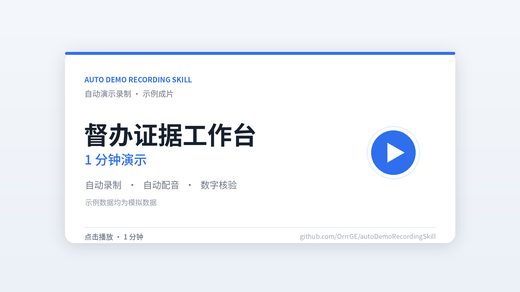 AUTO DEMO RECORDING SKILL
自动演示录制 · 示例成片
督办证据工作台
1 分钟演示
自动录制 · 自动配音 · 数字核验
示例数据均为模拟数据
点击播放 · 1 分钟
github.com/DrrrGE/autoDemoRecordingSkill